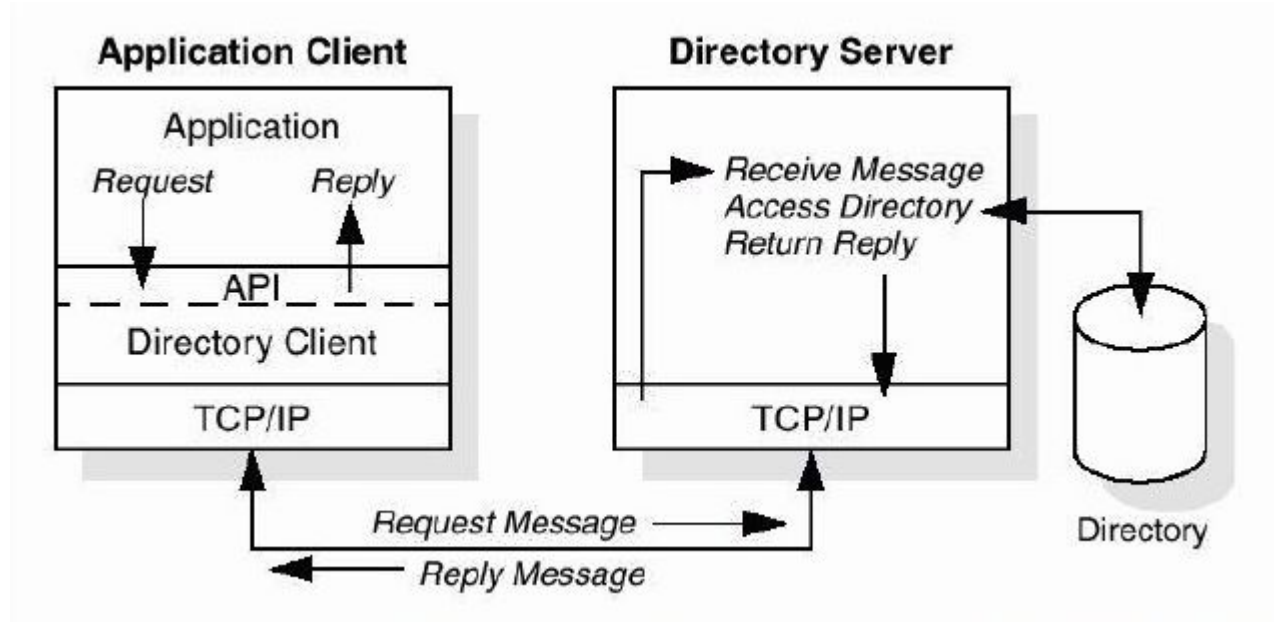 Application Client
Directory Server
Application
Request
Reply
API
Directory Client
TCP/IP
Receive Message
Access Directory
Return Reply
TCP/IP
Request Message
Reply Message
Directory